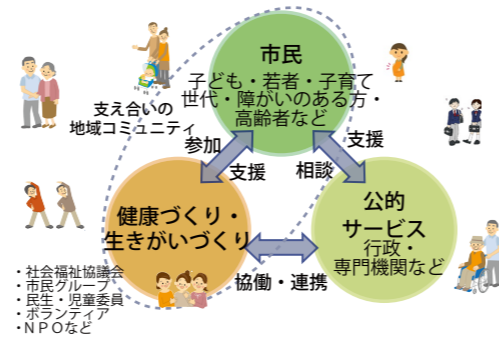 市民
子ども・若者・子育て
世代・障がいのある方・
高齢者など
支え合いの
地域コミュニティ
参加
支援
相談
支援
健康づくり・
生きがいづくり
公的
サービス
行政・
専門機関など
協働・連携
・社会福祉協議会
・市民グループ
・民生・児童委員
・ボランティア
・NPOなど